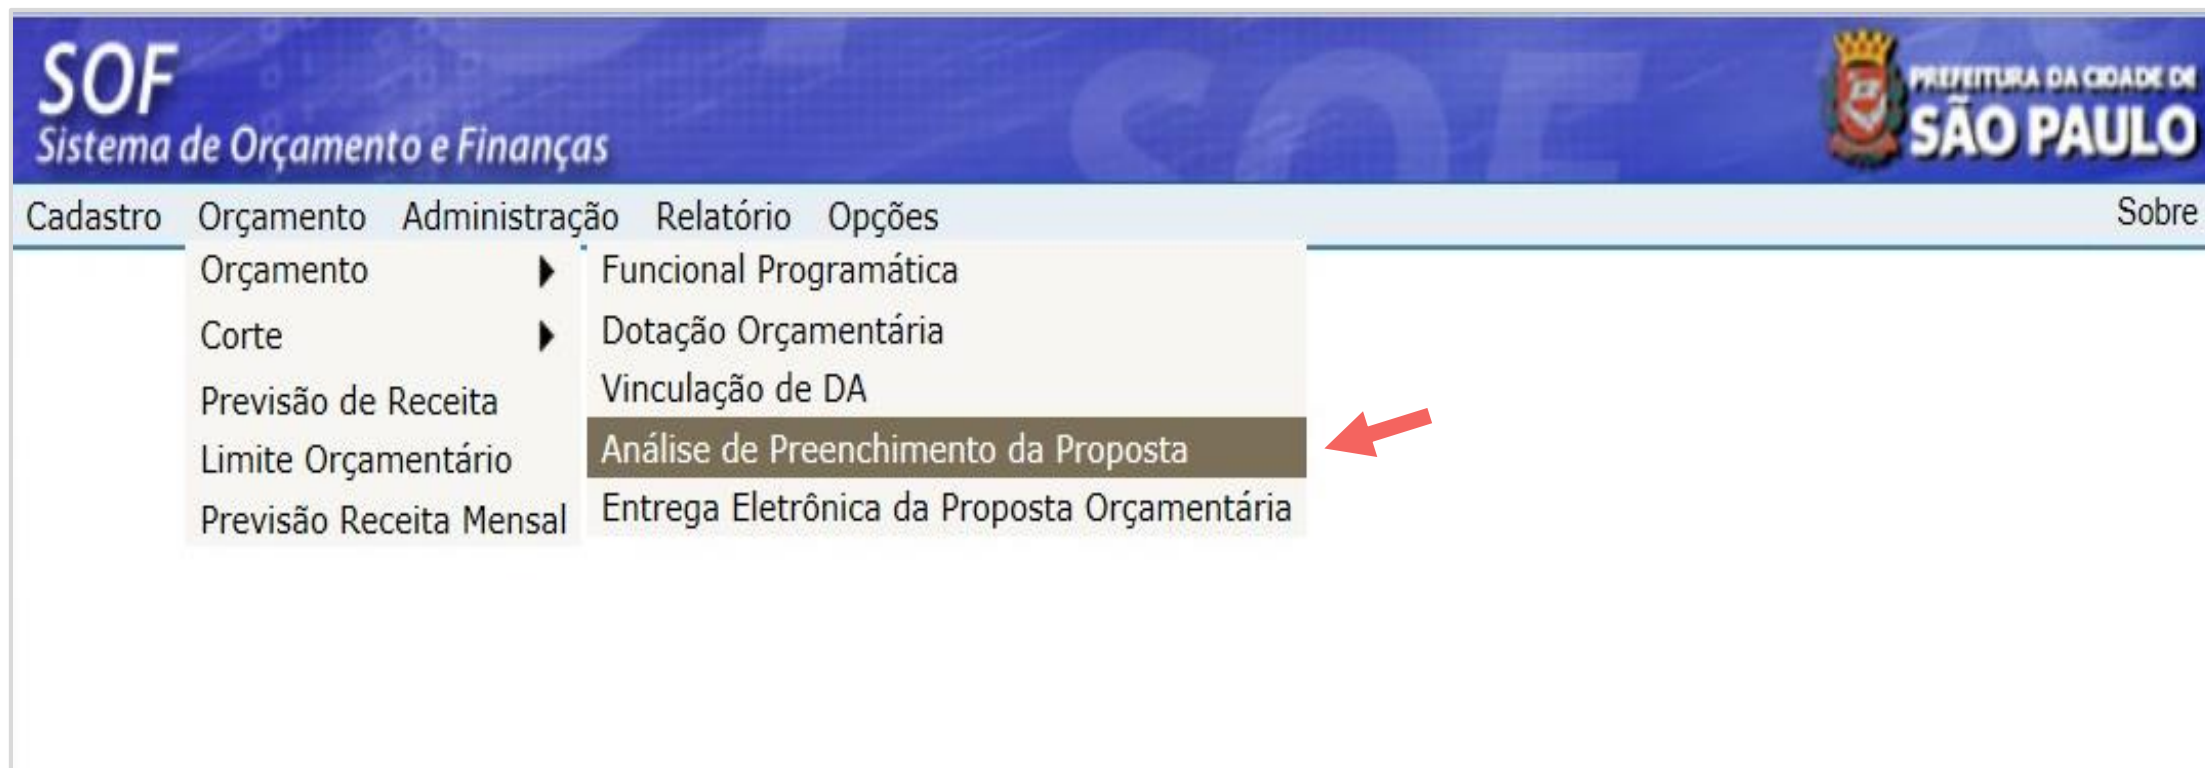 SOF
Sistema de Orçamento e Finanças
PREFEITURA DA CIDADE DE
SÃO PAULO
Cadastro Orçamento Administração Relatório Opções Sobre
Orçamento
Corte
Previsão de Receita
Limite Orçamentário
Previsão Receita Mensal
Funcional Programática
Dotação Orçamentária
Vinculação de DA
Análise de Preenchimento da Proposta
Entrega Eletrônica da Proposta Orçamentária
SOF